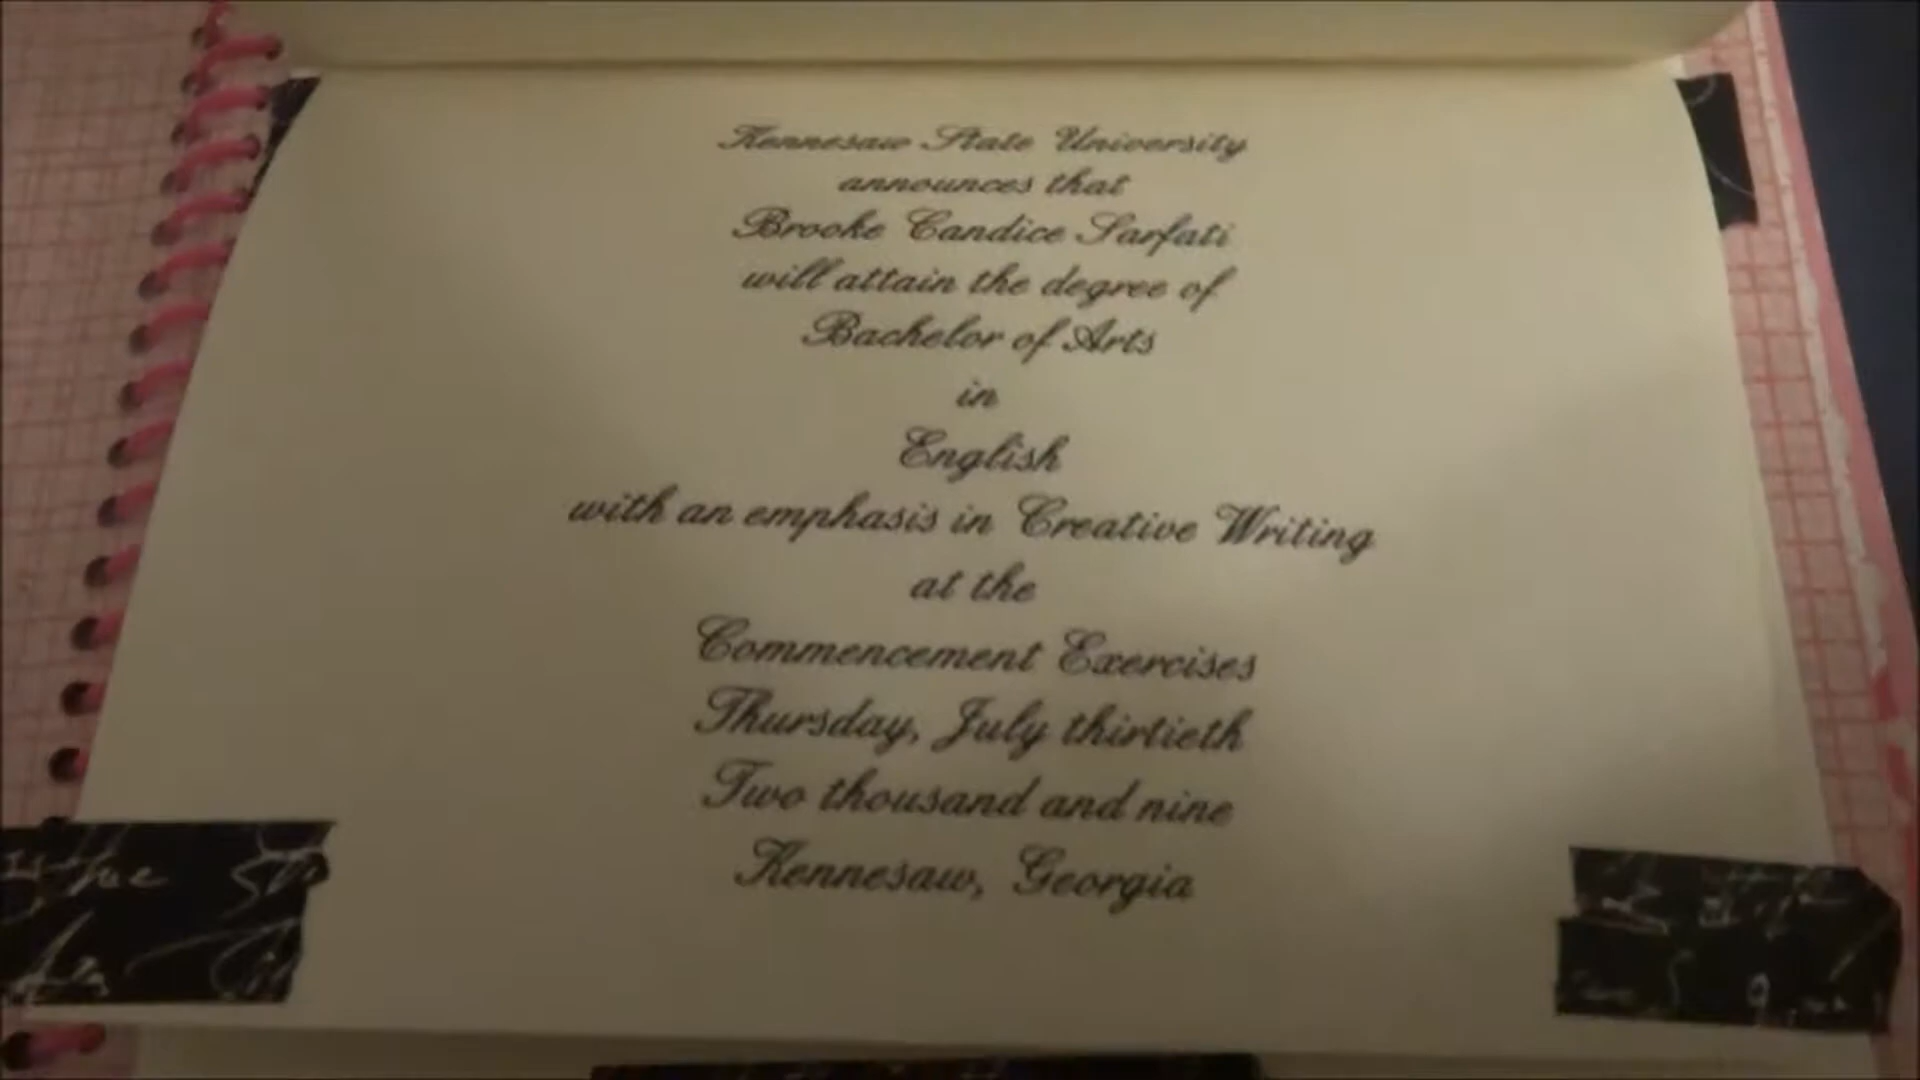 Kennesaw State University
announces that
Brooke Candice Sarfati
will attain the degree of
Bachelor of Arts
in
English
with an emphasis in Creative Writing
at the
Commencement Exercises
Thursday, July thirtieth
Two thousand and nine
Kennesaw, Georgia